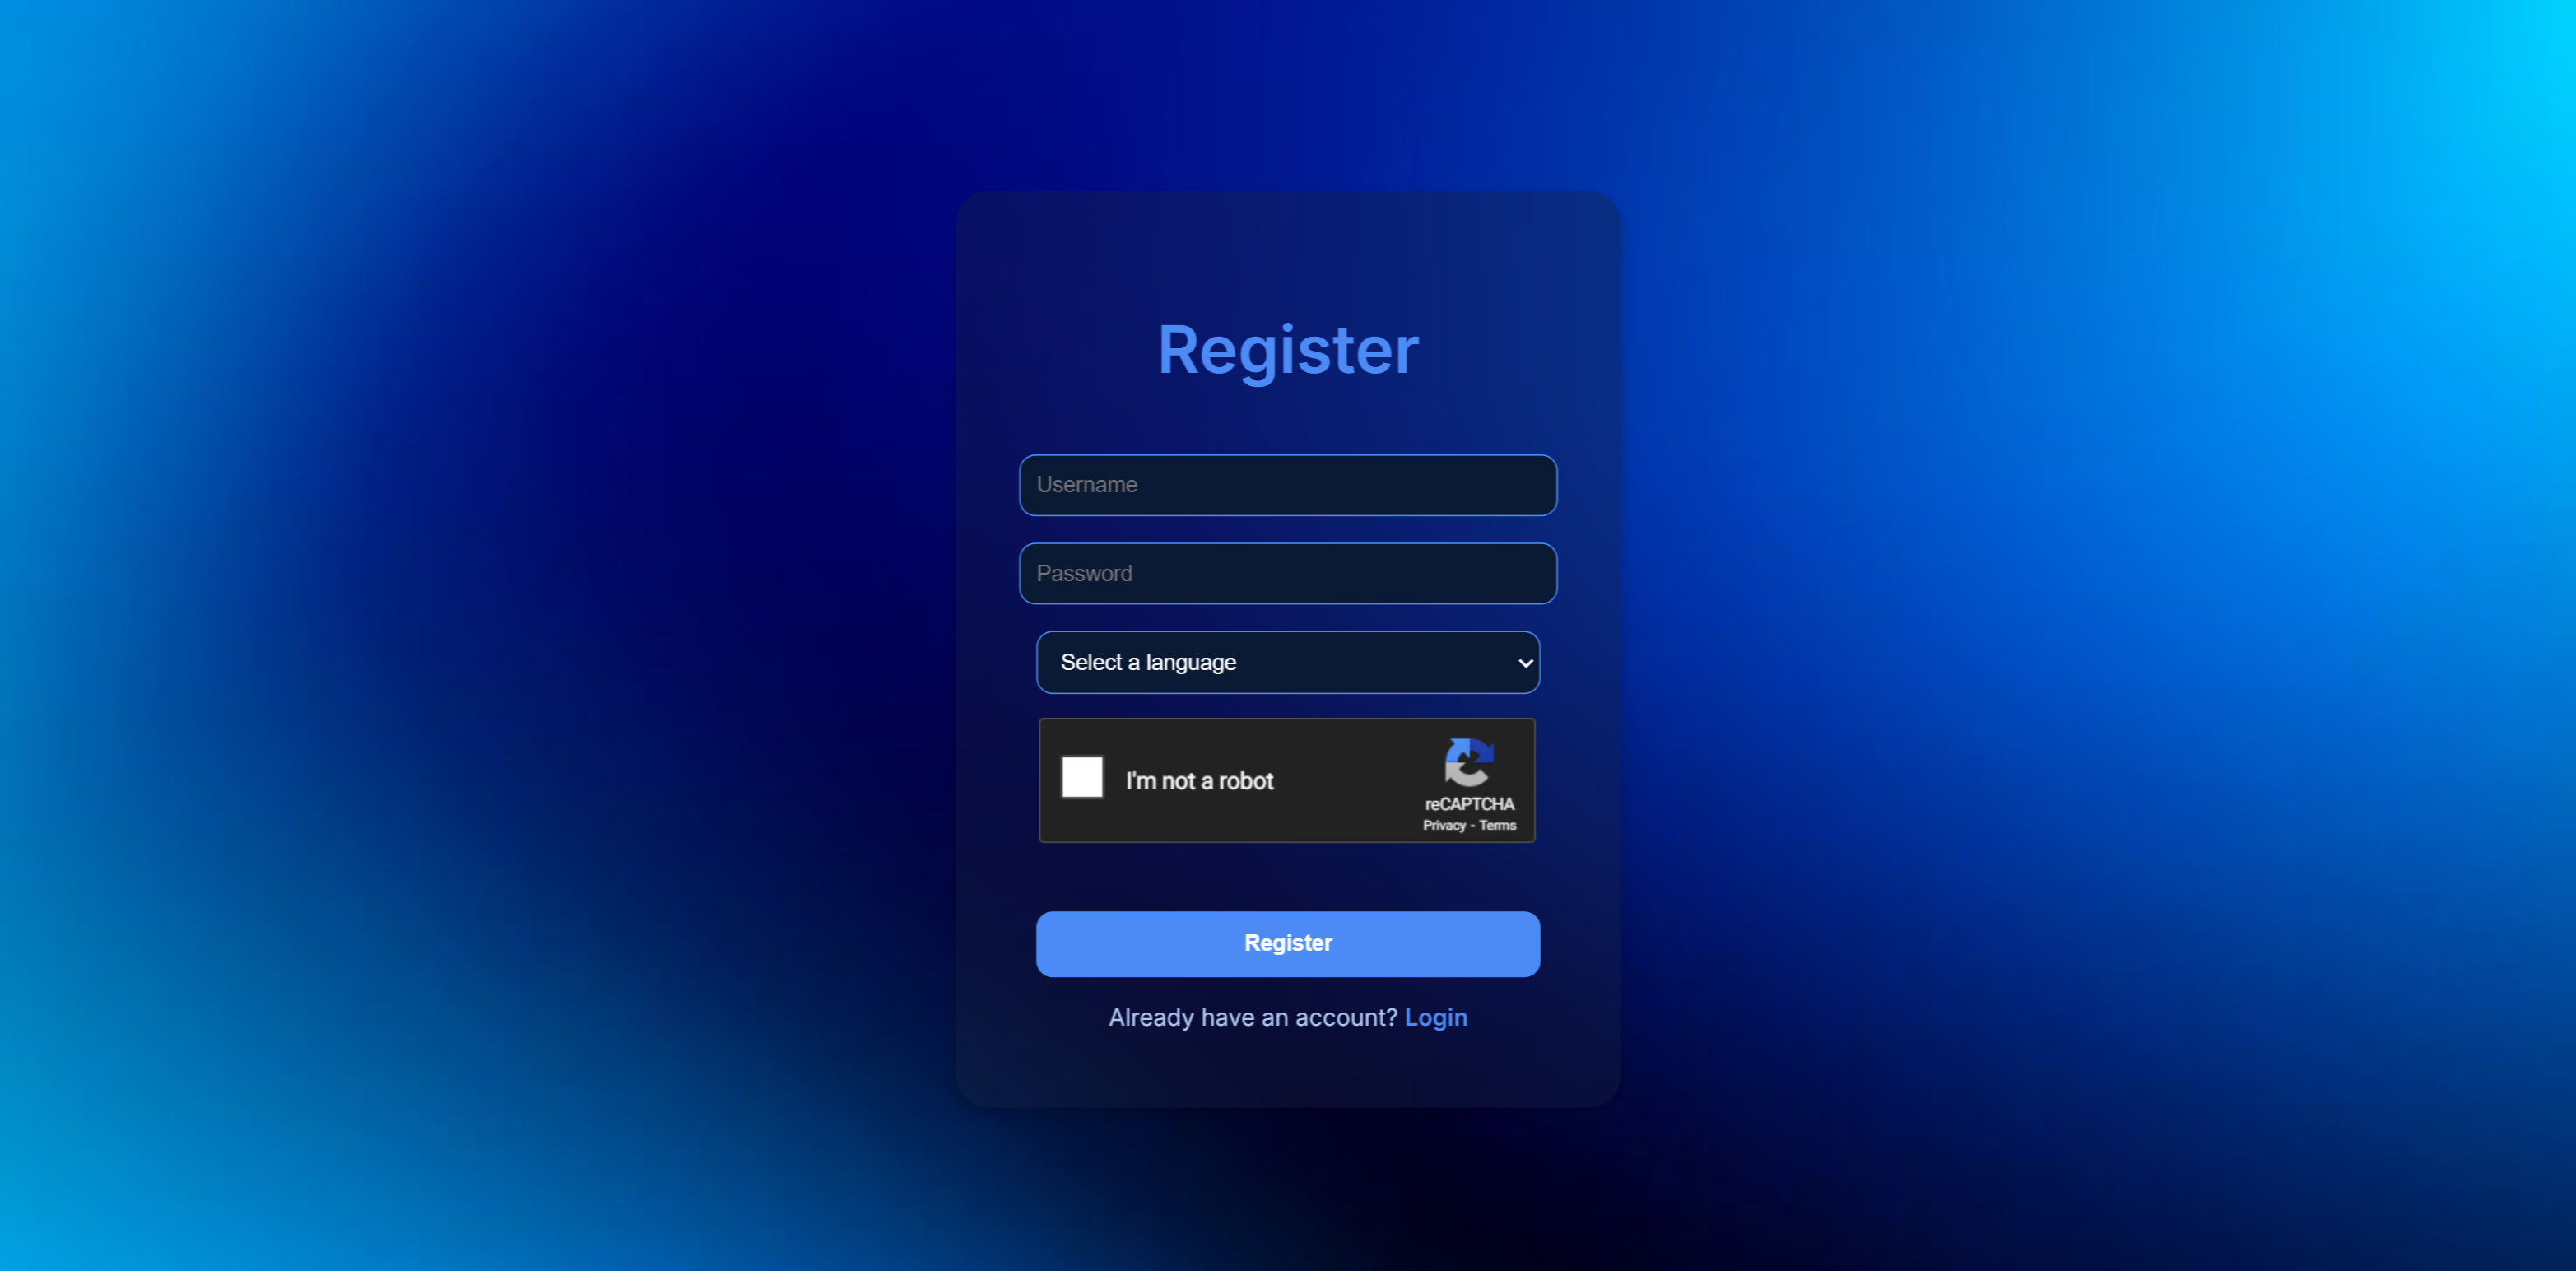 Register
Username
Password
Select a language
I'm not a robot
reCAPTCHA
Privacy - Terms
Register
Already have an account? Login